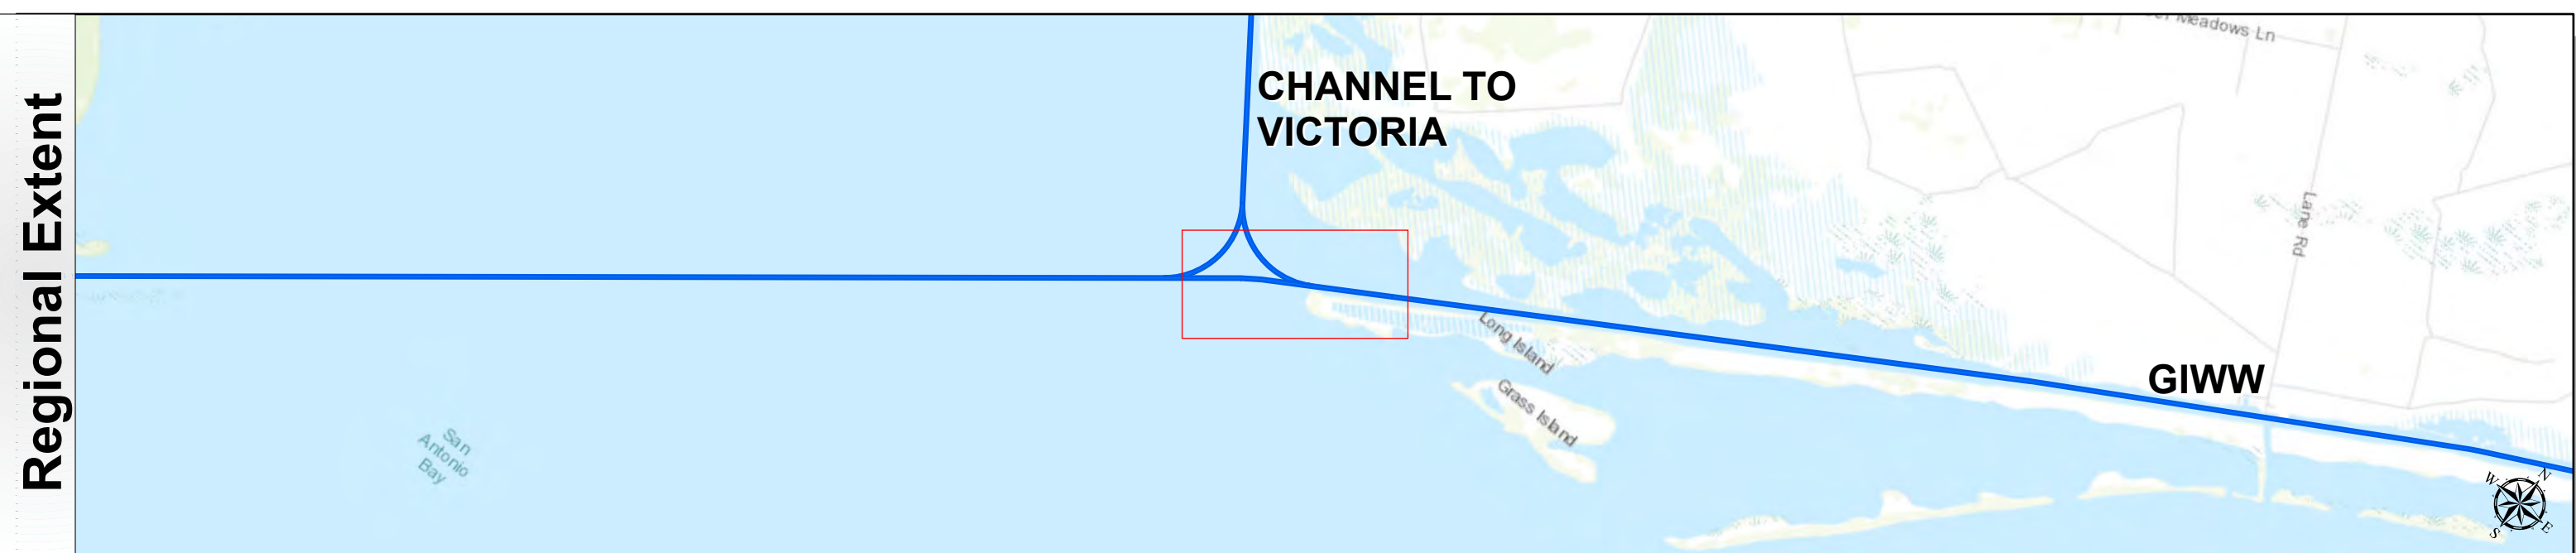 Regional Extent
Meadows Ln
CHANNEL TO
VICTORIA
Lane Rd
Long Island
GIWW
Grass Island
San
Antonio
Bay
N
W
E
S